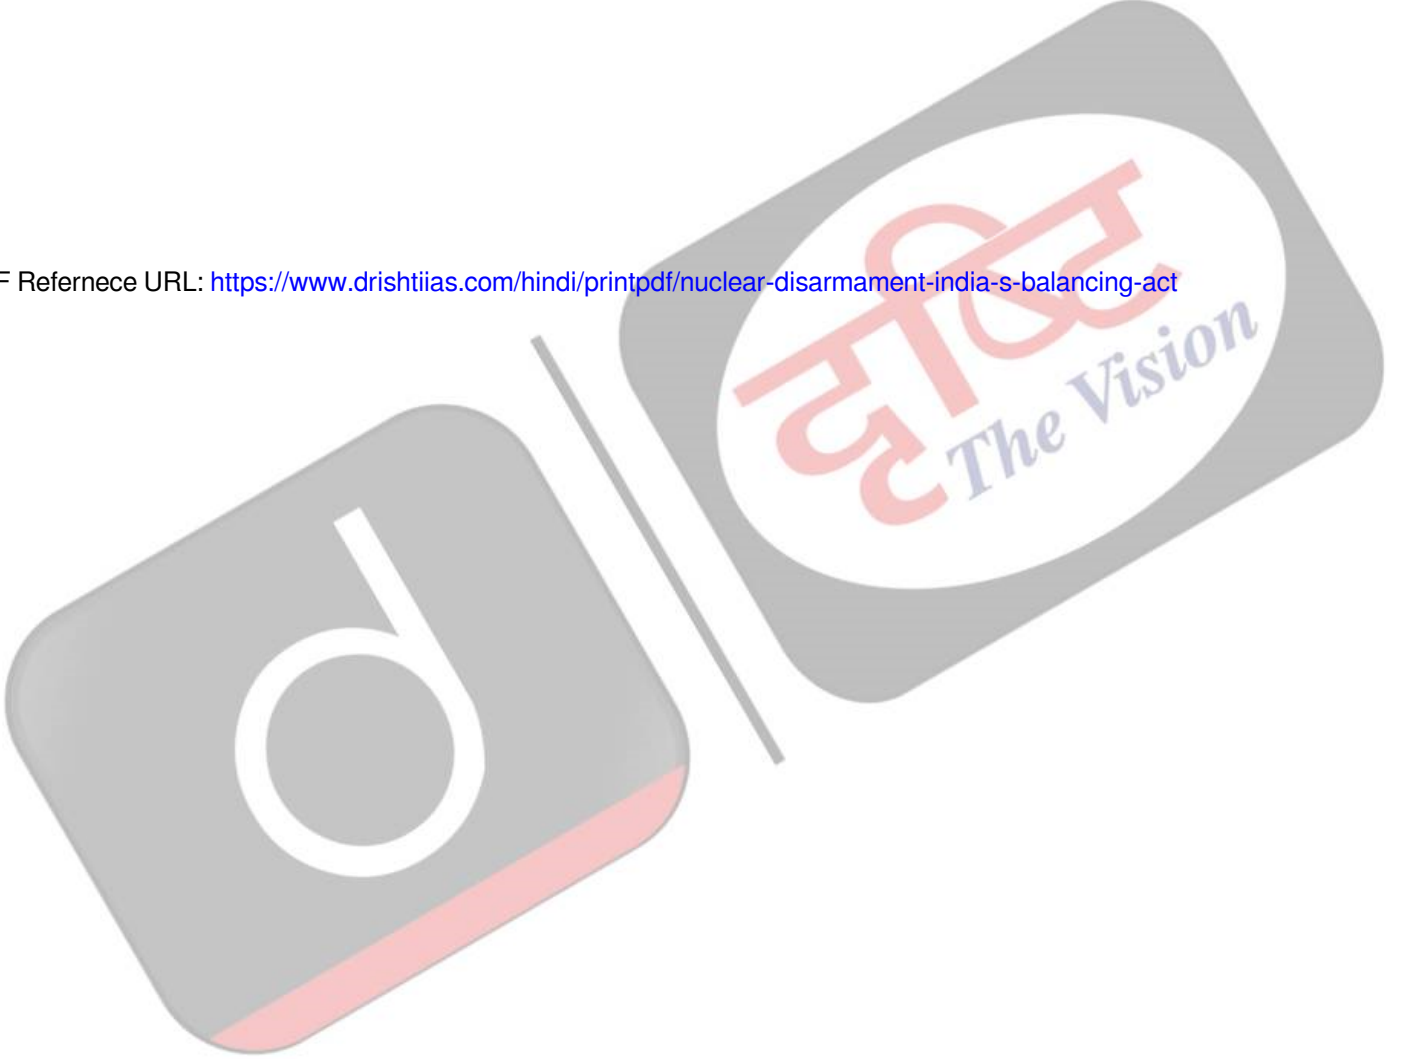 F Refernece URL: https://www.drishtiias.com/hindi/printpdf/nuclear-disarmament-india-s-balancing-act
दृष्टि
The Vision
d